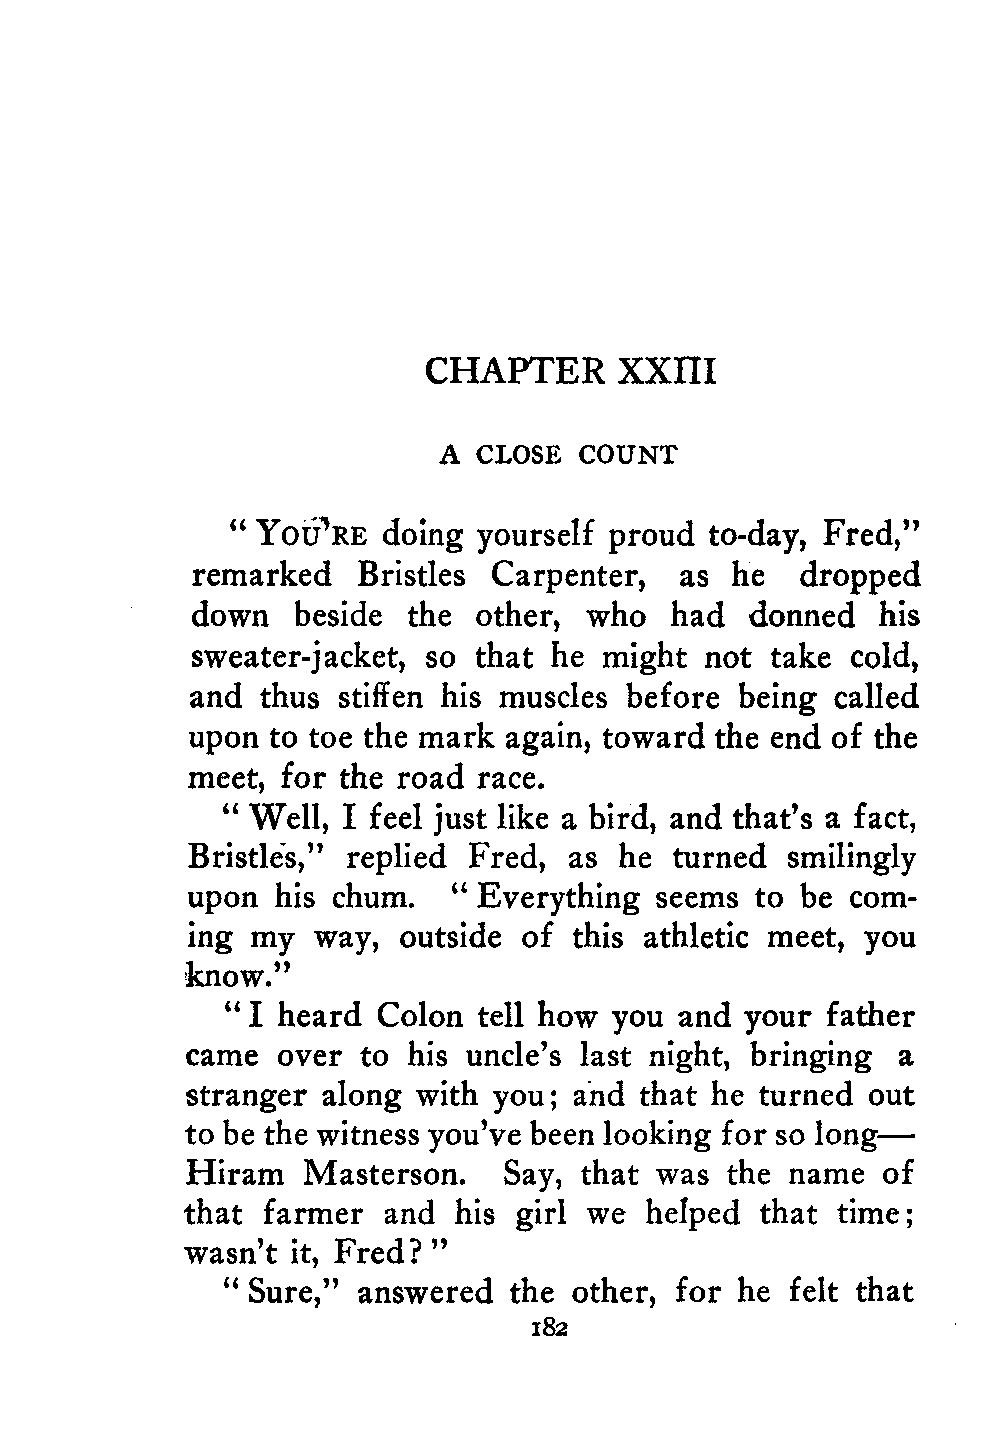 CHAPTER XXIII
A CLOSE COUNT
"You're doing yourself proud to-day, Fred,"
remarked Bristles Carpenter, as he dropped
down beside the other, who had donned his
sweater-jacket, so that he might not take cold,
and thus stiffen his muscles before being called
upon to toe the mark again, toward the end of the
meet, for the road race.
"Well, I feel just like a bird, and that's a fact,
Bristles," replied Fred, as he turned smilingly
upon his chum. "Everything seems to be com-
ing my way, outside of this athletic meet, you
know."
"I heard Colon tell how you and your father
came over to his uncle's last night, bringing a
stranger along with you; and that he turned out
to be the witness you've been looking for so long—
Hiram Masterson. Say, that was the name of
that farmer and his girl we helped that time;
wasn't it, Fred?"
"Sure," answered the other, for he felt that
182